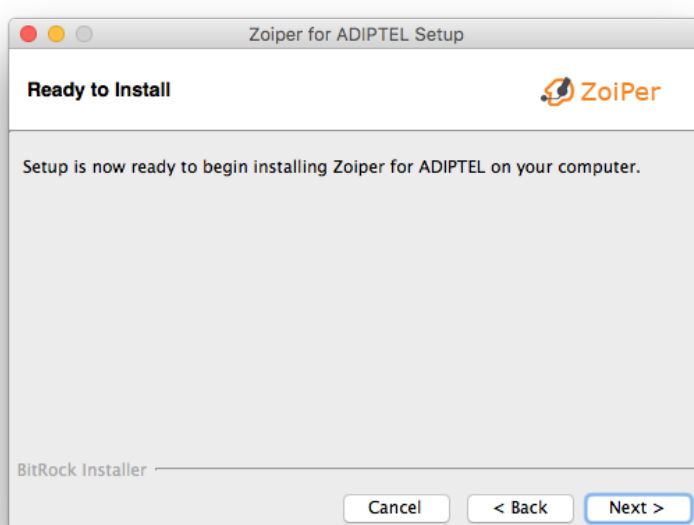 Zoiper for ADIPTEL Setup
Ready to Install
ZoiPer
Setup is now ready to begin installing Zoiper for ADIPTEL on your computer.
BitRock Installer
Cancel
< Back
Next >